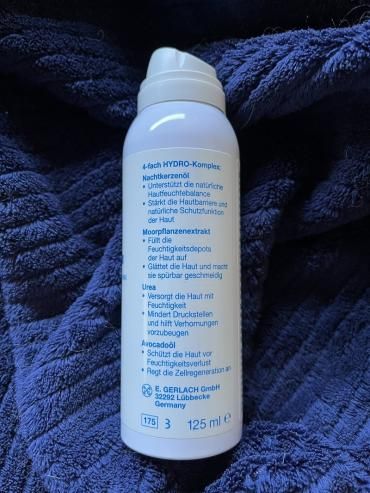 4-fach HYDRO-Komplex:
Nachtkerzenöl
• Unterstützt die natürliche
Hautfeuchtebalance
• Stärkt die Hautbarriere und
natürliche Schutzfunktion
der Haut
Moorpflanzenextrakt
• Füllt die
Feuchtigkeitsdepots
der Haut auf
• Glättet die Haut und macht
sie spürbar geschmeidig
Urea
• Versorgt die Haut mit
Feuchtigkeit
• Mindert Druckstellen
und hilft Verhornungen
vorzubeugen
Avocadoöl
• Schützt die Haut vor
Feuchtigkeitsverlust
• Regt die Zellregeneration an
E. GERLACH GmbH
32292 Lübbecke
Germany
175 3 125 ml ℮